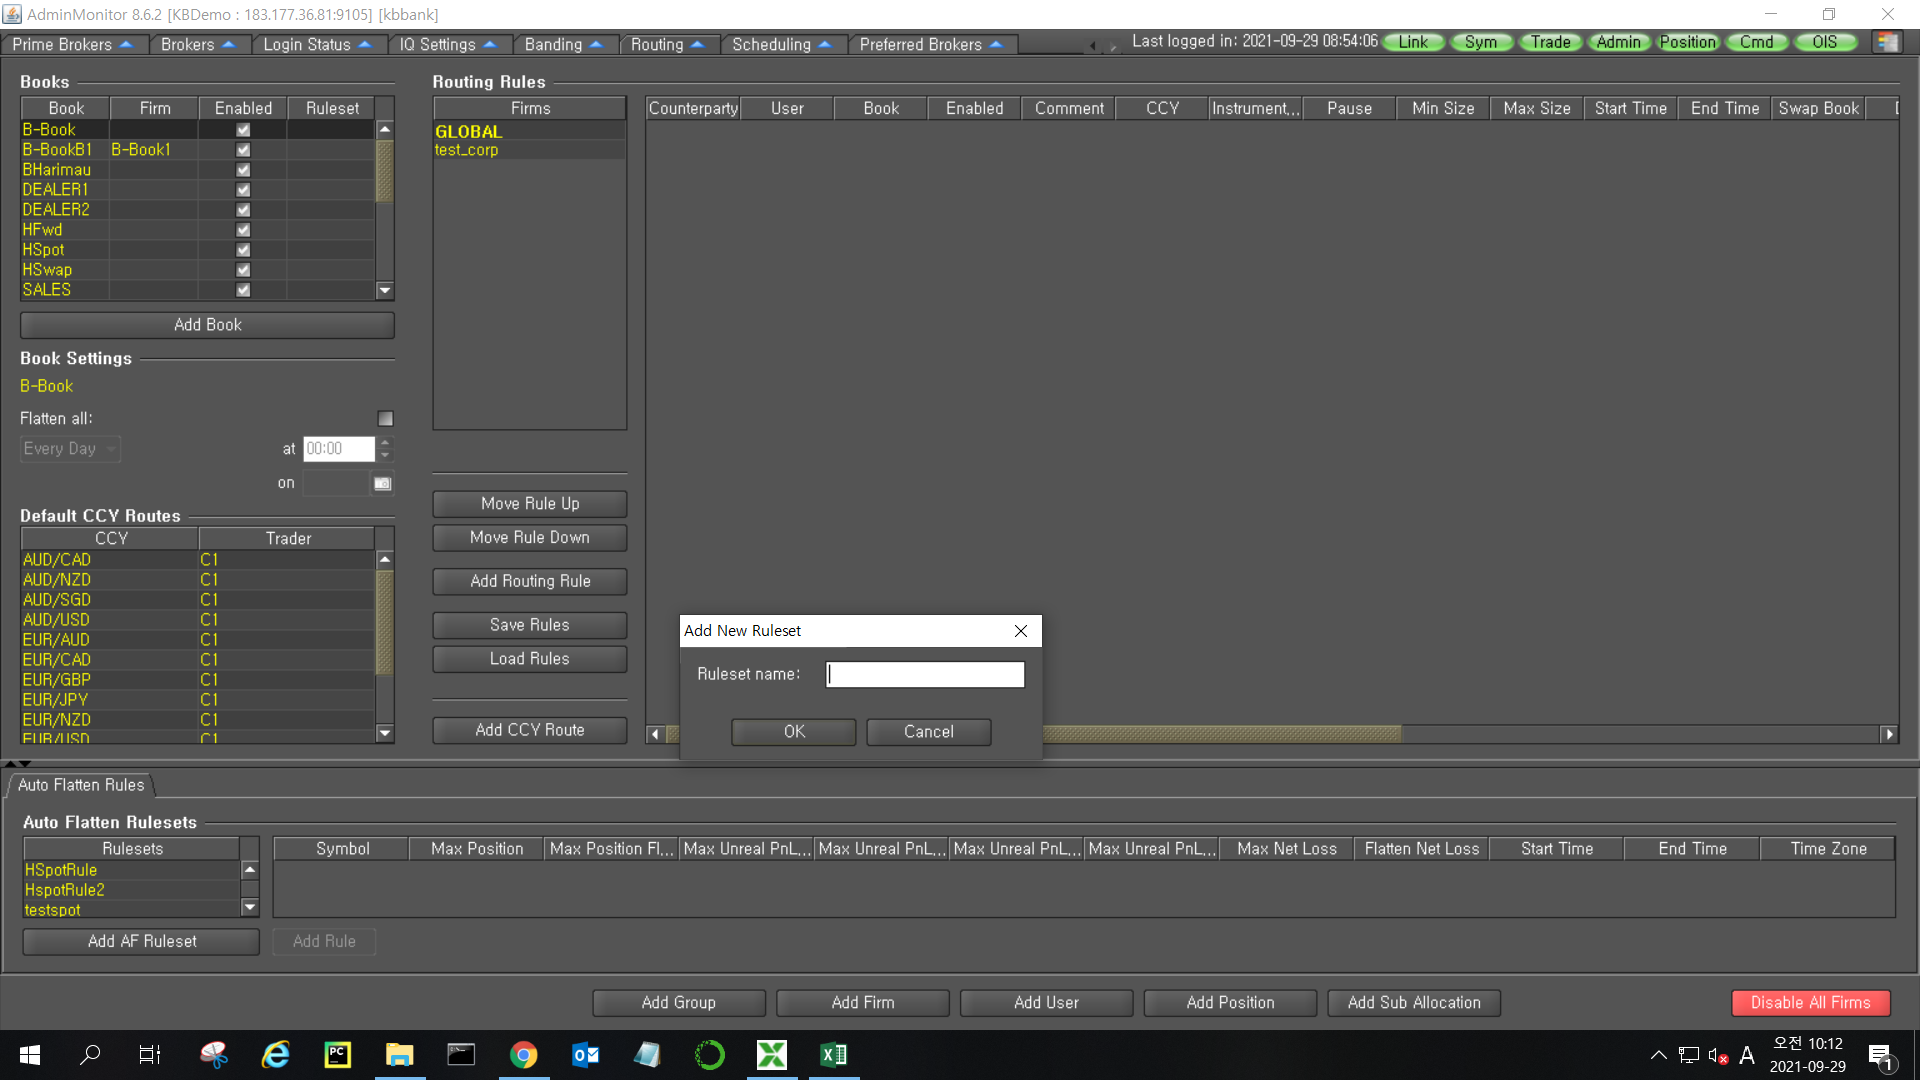 AdminMonitor 8.6.2 [KBDemo : 183.177.36.81:9105] [kbbank]
Prime Brokers Brokers Login Status IQ Settings Banding Routing Scheduling Preferred Brokers Last logged in: 2021-09-29 08:54:06 Link Sym Trade Admin Position Cmd OIS
Books
Book Firm Enabled Ruleset
B-Book
B-BookB1 B-Book1
BHarimau
DEALER1
DEALER2
HFwd
HSpot
HSwap
SALES
Add Book
Book Settings
B-Book
Flatten all:
Every Day at 00:00
on
Default CCY Routes
CCY Trader
AUD/CAD C1
AUD/NZD C1
AUD/SGD C1
AUD/USD C1
EUR/AUD C1
EUR/CAD C1
EUR/GBP C1
EUR/JPY C1
EUR/NZD C1
EUR/USD C1
Routing Rules
Firms
GLOBAL
test_corp
Move Rule Up
Move Rule Down
Add Routing Rule
Save Rules
Load Rules
Add CCY Route
Counterparty User Book Enabled Comment CCY Instrument,,, Pause Min Size Max Size Start Time End Time Swap Book
Add New Ruleset
Ruleset name:
OK Cancel
Auto Flatten Rules
Auto Flatten Rulesets
Rulesets
HSpotRule
HspotRule2
testspot
Add AF Ruleset Add Rule
Symbol Max Position Max Position Fl,,, Max Unreal PnL,,, Max Unreal PnL,,, Max Unreal PnL,,, Max Unreal PnL,,, Max Net Loss Flatten Net Loss Start Time End Time Time Zone
Add Group Add Firm Add User Add Position Add Sub Allocation Disable All Firms
PC
A
오전 10:12
2021-09-29
1